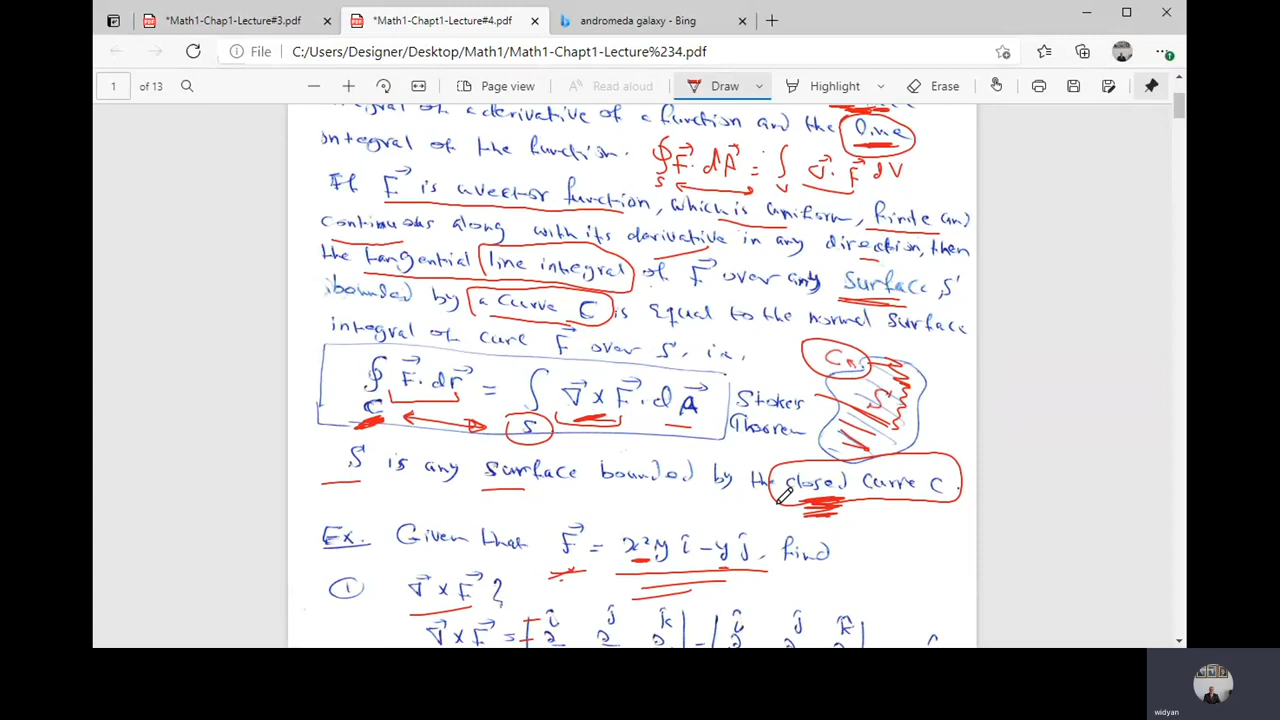 *Math1-Chapt1-Lecture#3.pdf
*Math1-Chapt1-Lecture#4.pdf
andromeda galaxy - Bing
File C:/Users/Designer/Desktop/Math1/Math1-Chapt1-Lecture%234.pdf
1 of 13 Page view Read aloud Draw Highlight Erase
of a derivative of a function and the line
integral of the function. ∮S F⃗·dA⃗ = ∫V ∇⃗·F⃗ dV
If F⃗ is a vector function, which is uniform, finite and
continuous along with its derivative in any direction, then
the tangential line integral of F⃗ over any surface, S
bounded by a curve C is equal to the normal surface
integral of curl F⃗ over S, i.e,
∮C F⃗·dr⃗ = ∫S ∇⃗×F⃗·dA⃗
Stokes
Theorem
S
S is any surface bounded by the closed curve C.
Ex. Given that F⃗ = x²y î - y ĵ, find
① ∇⃗×F⃗ ?
∇⃗×F⃗ = | î ĵ k̂ | = | î ĵ k̂ |
widyan